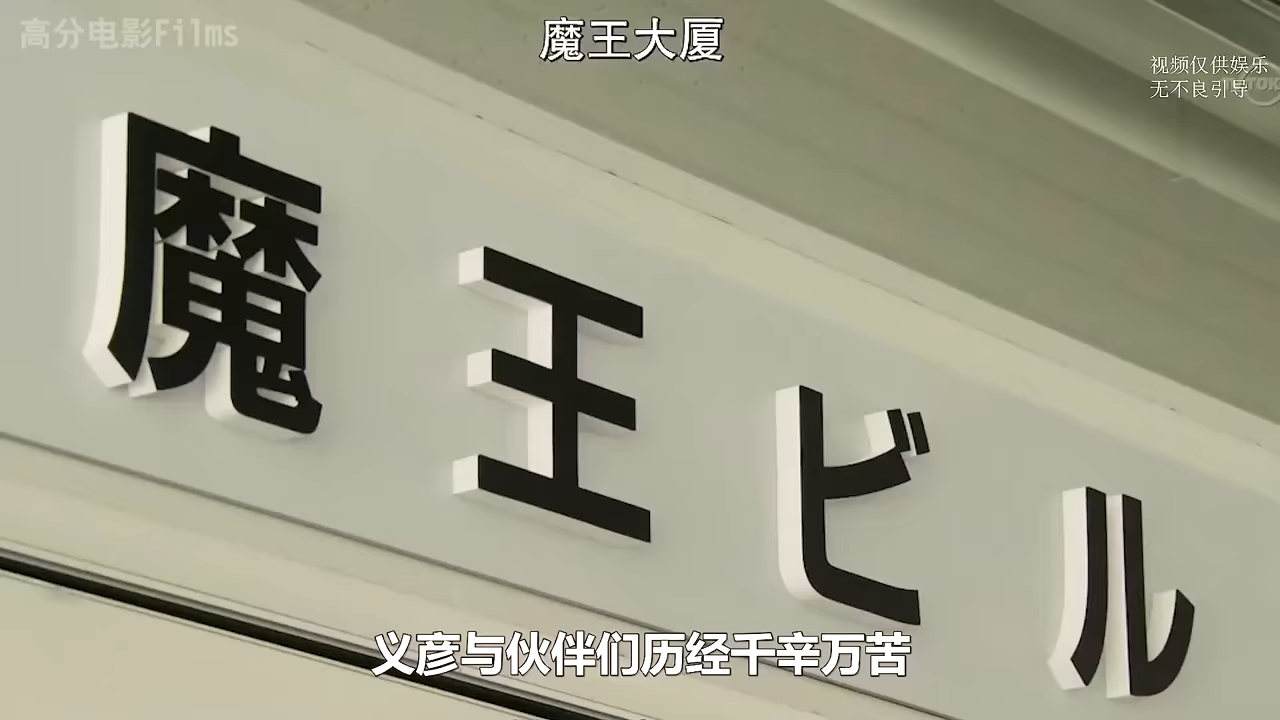 高分电影Films
魔王大厦
视频仅供娱乐
无不良引导
魔王ビル
义彦与伙伴们历经千辛万苦